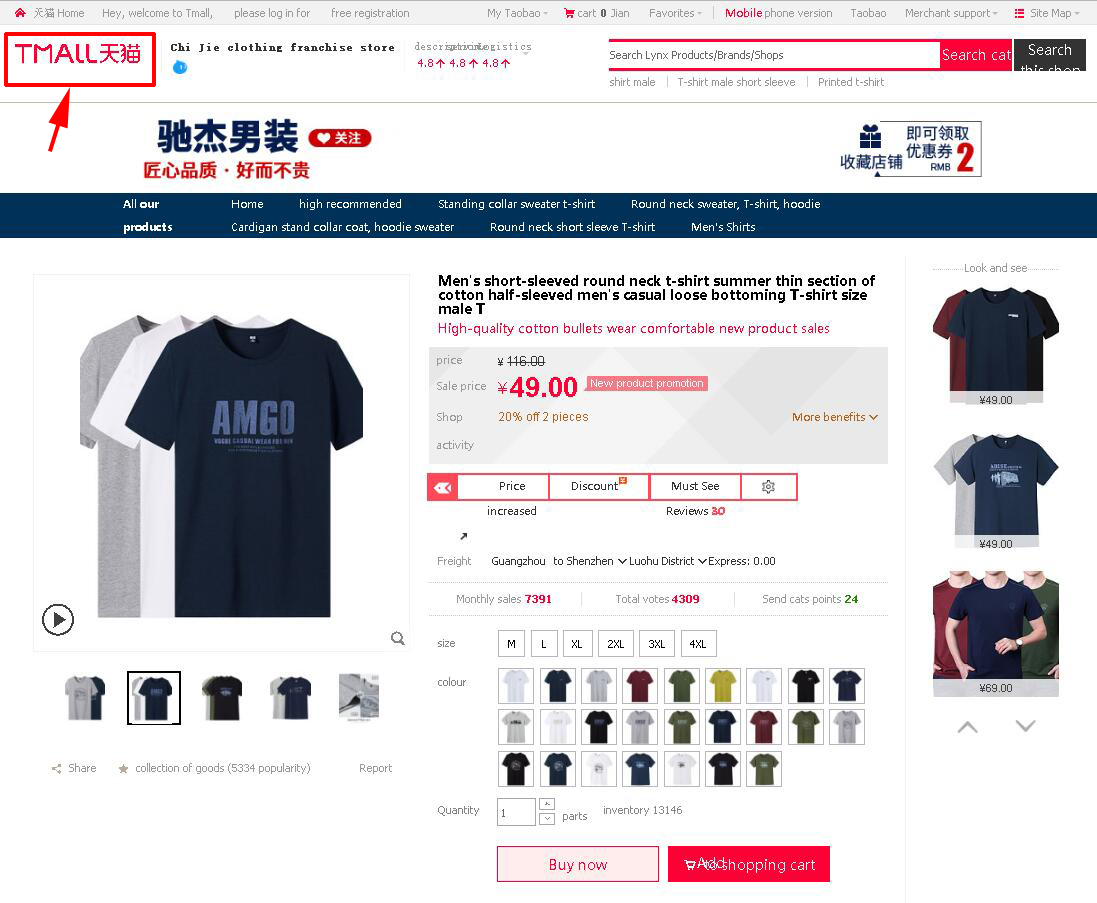 天猫 Home Hey, welcome to Tmall, please log in for free registration My Taobao cart 0 Jian Favorites Mobile phone version Taobao Merchant support Site Map
TMALL天猫
Chi Jie clothing franchise store
4.8 4.8 4.8
Search Lynx Products/Brands/Shops
Search cat
Search this shop
shirt male T-shirt male short sleeve Printed t-shirt
驰杰男装 关注
匠心品质·好而不贵
收藏店铺
即可领取
优惠券 2
RMB
All our products
Home high recommended Standing collar sweater t-shirt Round neck sweater, T-shirt, hoodie
Cardigan stand collar coat, hoodie sweater Round neck short sleeve T-shirt Men's Shirts
AMGO
VOGUE CASUAL WEAR FOR MEN
Share collection of goods (5334 popularity) Report
Men's short-sleeved round neck t-shirt summer thin section of
cotton half-sleeved men's casual loose bottoming T-shirt size
male T
High-quality cotton bullets wear comfortable new product sales
price ¥ 116.00
Sale price ¥49.00 New product promotion
Shop activity 20% off 2 pieces More benefits
Price increased Discount Must See Reviews 30
Freight Guangzhou to Shenzhen Luohu District Express: 0.00
Monthly sales 7391 Total votes 4309 Send cats points 24
size M L XL 2XL 3XL 4XL
colour
Quantity 1 parts inventory 13146
Buy now
Add to shopping cart
Look and see
¥49.00
¥49.00
¥69.00